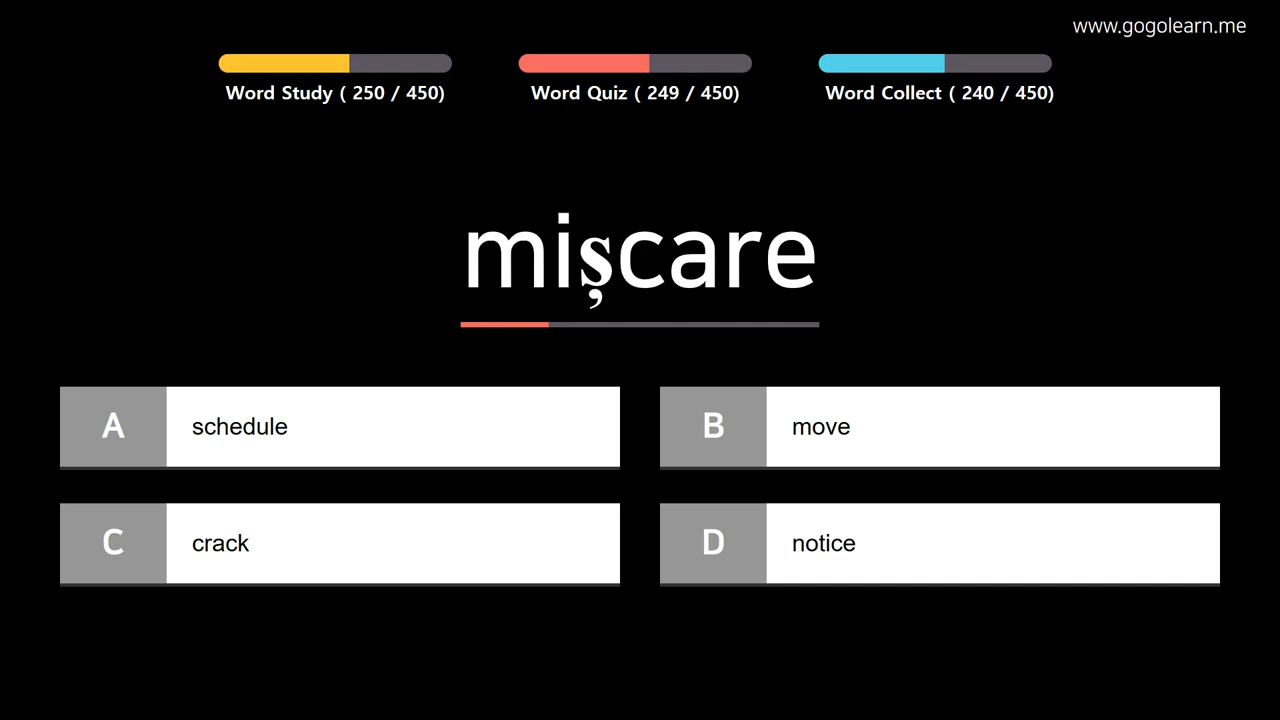 www.gogolearn.me
Word Study ( 250 / 450)
Word Quiz ( 249 / 450)
Word Collect ( 240 / 450)
mișcare
A
schedule
B
move
C
crack
D
notice